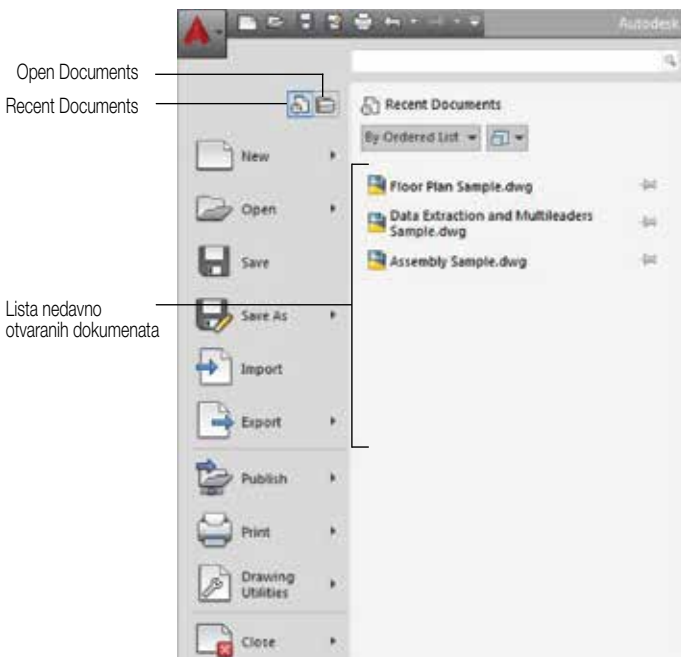 Autodesk
Open Documents
Recent Documents
Lista nedavno
otvaranih dokumenata
New
Open
Save
Save As
Import
Export
Publish
Print
Drawing
Utilities
Close
Recent Documents
By Ordered List
Floor Plan Sample.dwg
Data Extraction and Multileaders
Sample.dwg
Assembly Sample.dwg